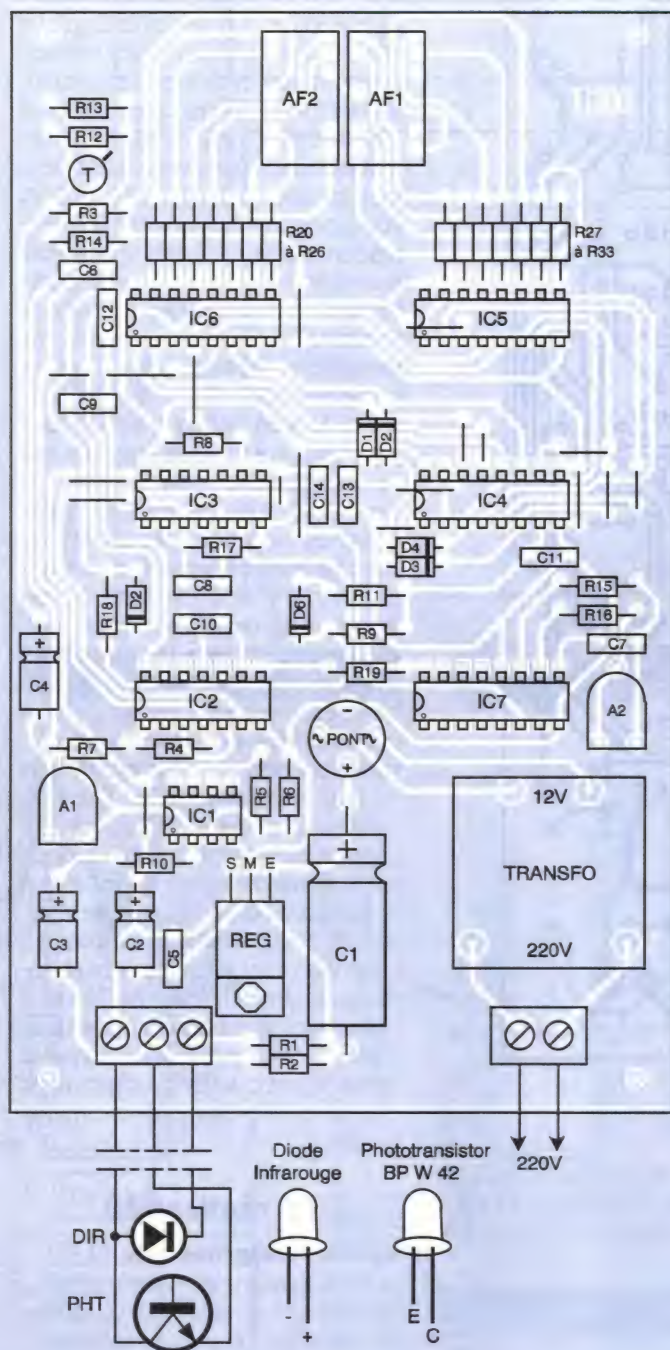 AF2 AF1
R13
R12
T
R3
R14
C6
C12
R20
à R26
R27
à R33
IC6
IC5
C9
R8
D1
D2
IC3
C14
C13
IC4
R17
D4
D3
C11
R18
D2
C8
D6
R11
R15
C10
R9
R16
C4
R19
C7
IC2
IC7
A2
- 
~ PONT ~
+
R7
R4
A1
IC1
R5
R6
12V
TRANSFO
220V
R10
S M E
REG
C1
+
C3
+
C2
+
C5
+
R1
R2
220V
Diode
Infrarouge
Phototransistor
BP W 42
DIR
PHT
-
+
E
C